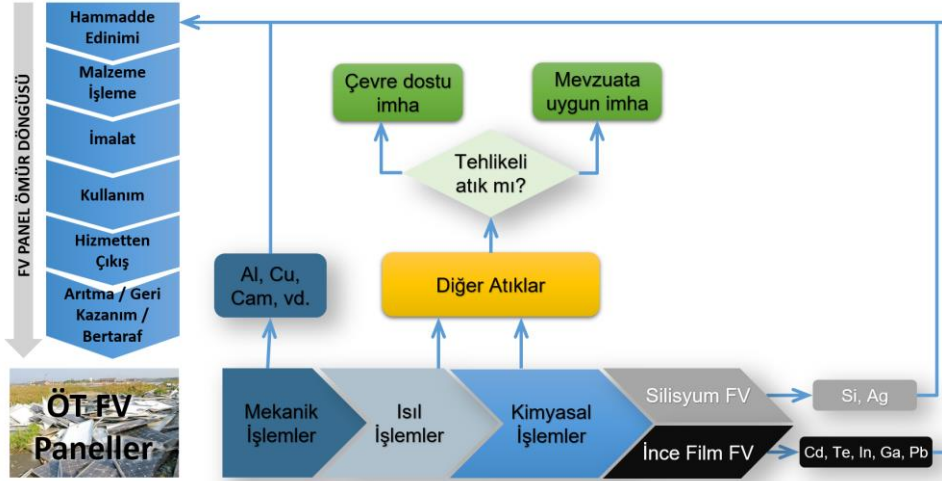 FV PANEL ÖMÜR DÖNGÜSÜ
Hammadde
Edinimi
Malzeme
İşleme
İmalat
Kullanım
Hizmetten
Çıkış
Arıtma / Geri
Kazanım /
Bertaraf
ÖT FV
Paneller
Çevre dostu
imha
Mevzuata
uygun imha
Tehlikeli
atık mı?
Al, Cu,
Cam, vd.
Diğer Atıklar
Mekanik
İşlemler
Isıl
İşlemler
Kimyasal
İşlemler
Silisyum FV
Si, Ag
İnce Film FV
Cd, Te, In, Ga, Pb